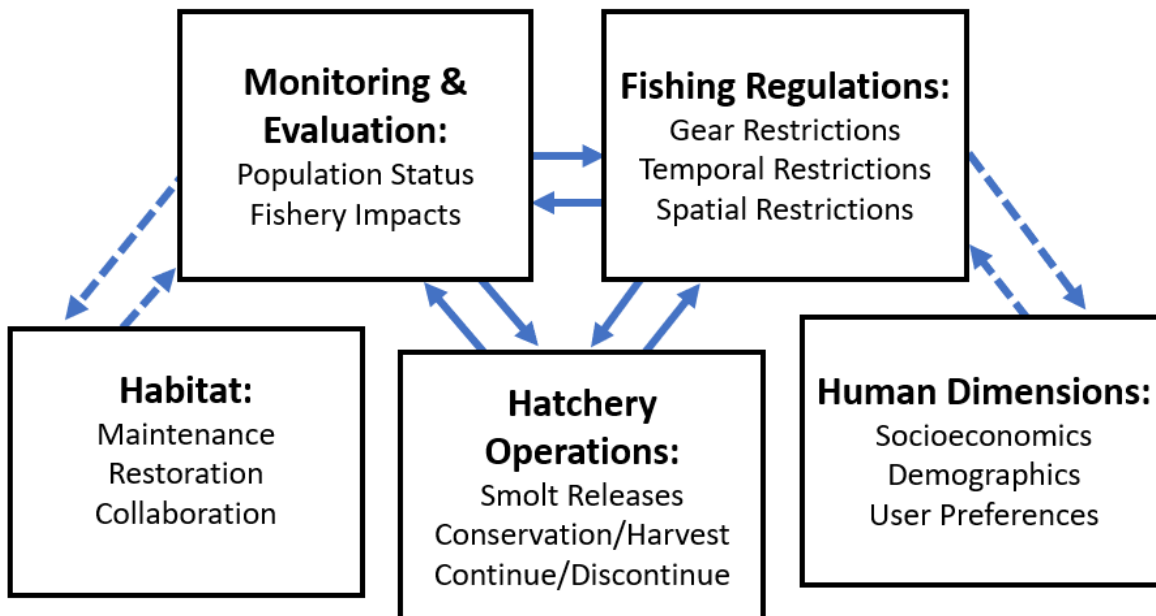 Monitoring &
Evaluation:
Population Status
Fishery Impacts
Fishing Regulations:
Gear Restrictions
Temporal Restrictions
Spatial Restrictions
Habitat:
Maintenance
Restoration
Collaboration
Hatchery
Operations:
Smolt Releases
Conservation/Harvest
Continue/Discontinue
Human Dimensions:
Socioeconomics
Demographics
User Preferences